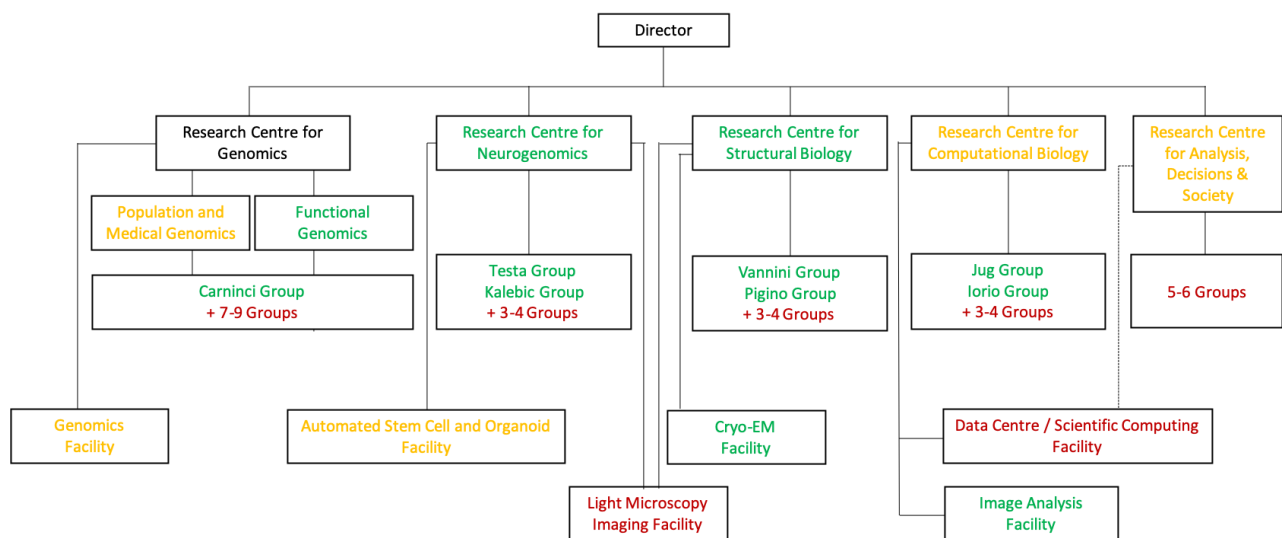 Director
Research Centre for
Genomics
Research Centre for
Neurogenomics
Research Centre for
Structural Biology
Research Centre for
Computational Biology
Research Centre
for Analysis,
Decisions &
Society
Population and
Medical Genomics
Functional
Genomics
Carninci Group
+ 7-9 Groups
Testa Group
Kalebic Group
+ 3-4 Groups
Vannini Group
Pigino Group
+ 3-4 Groups
Jug Group
Iorio Group
+ 3-4 Groups
5-6 Groups
Genomics
Facility
Automated Stem Cell and Organoid
Facility
Light Microscopy
Imaging Facility
Cryo-EM
Facility
Data Centre / Scientific Computing
Facility
Image Analysis
Facility